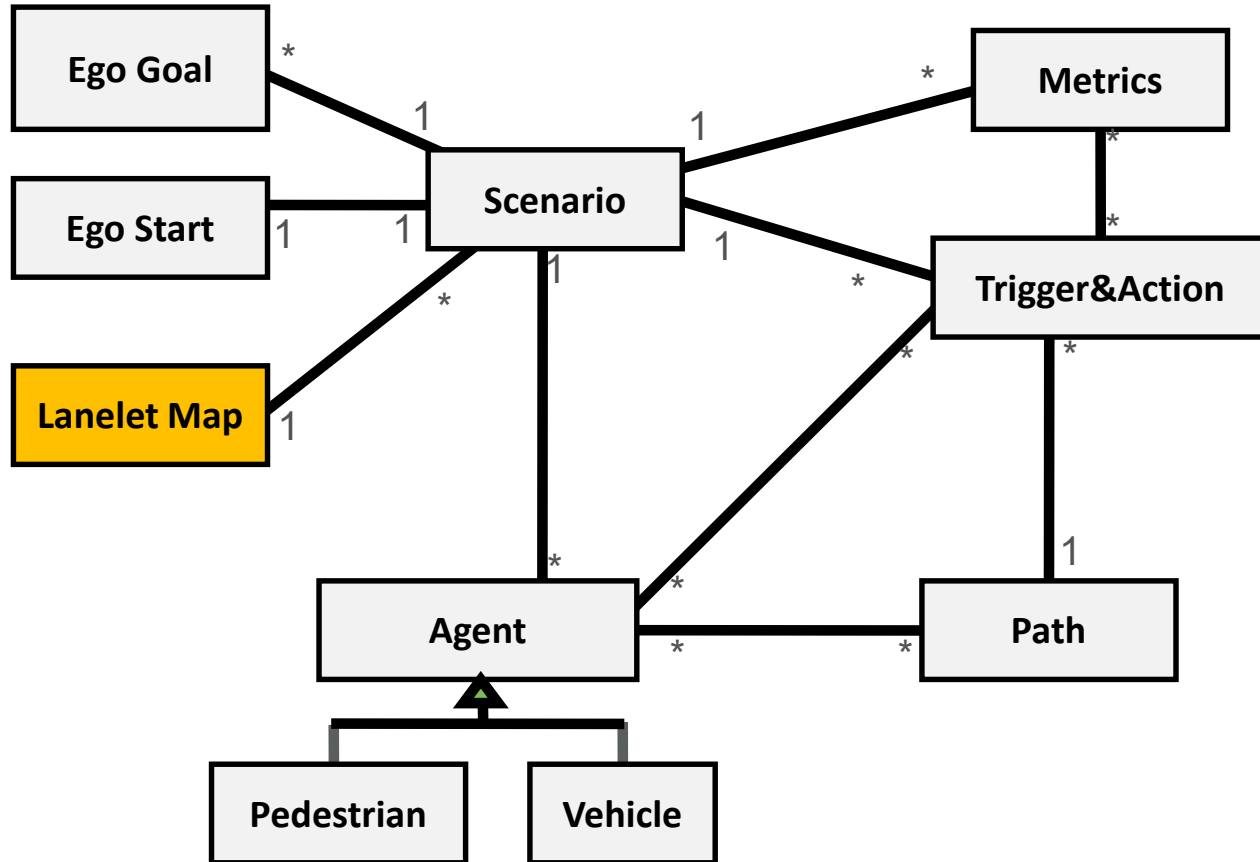 Ego Goal
*
1
Metrics
*
1
*
Scenario
Ego Start
1
1
*
1
*
Trigger&Action
*
1
*
*
Lanelet Map
1
1
*
*
Agent
*
*
Path
Pedestrian
Vehicle